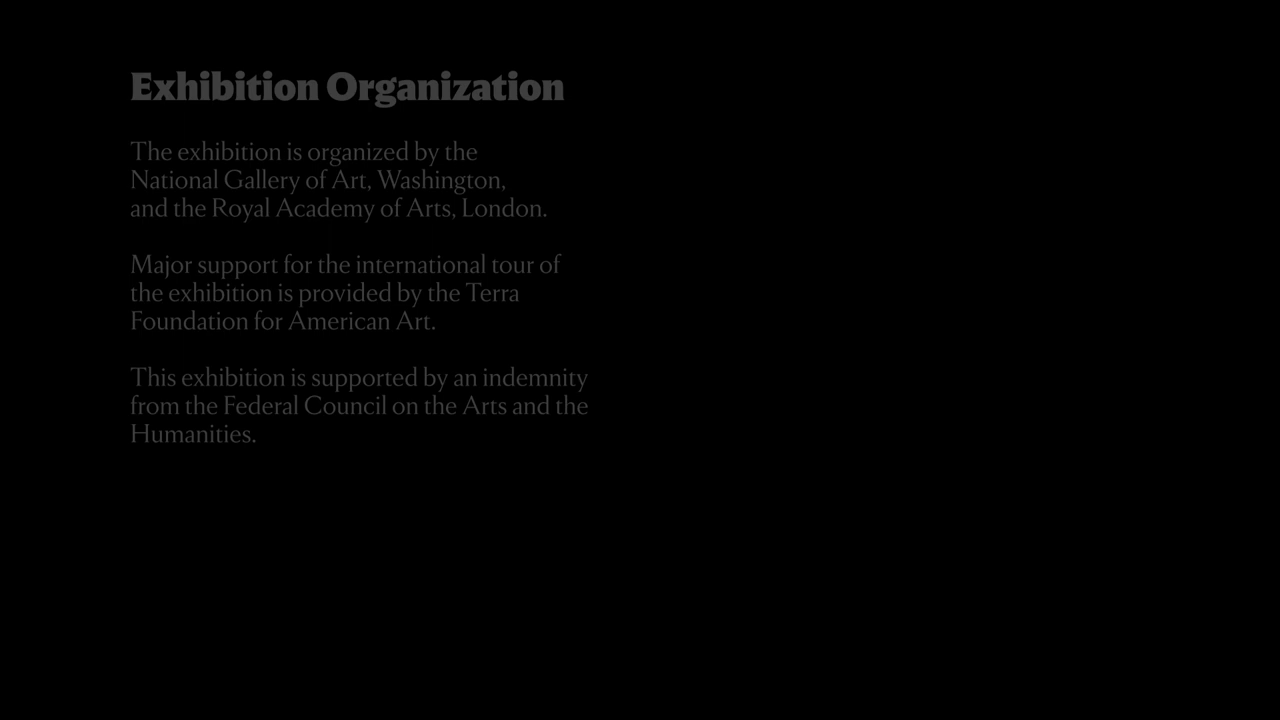 Exhibition Organization
The exhibition is organized by the
National Gallery of Art, Washington,
and the Royal Academy of Arts, London.
Major support for the international tour of
the exhibition is provided by the Terra
Foundation for American Art.
This exhibition is supported by an indemnity
from the Federal Council on the Arts and the
Humanities.